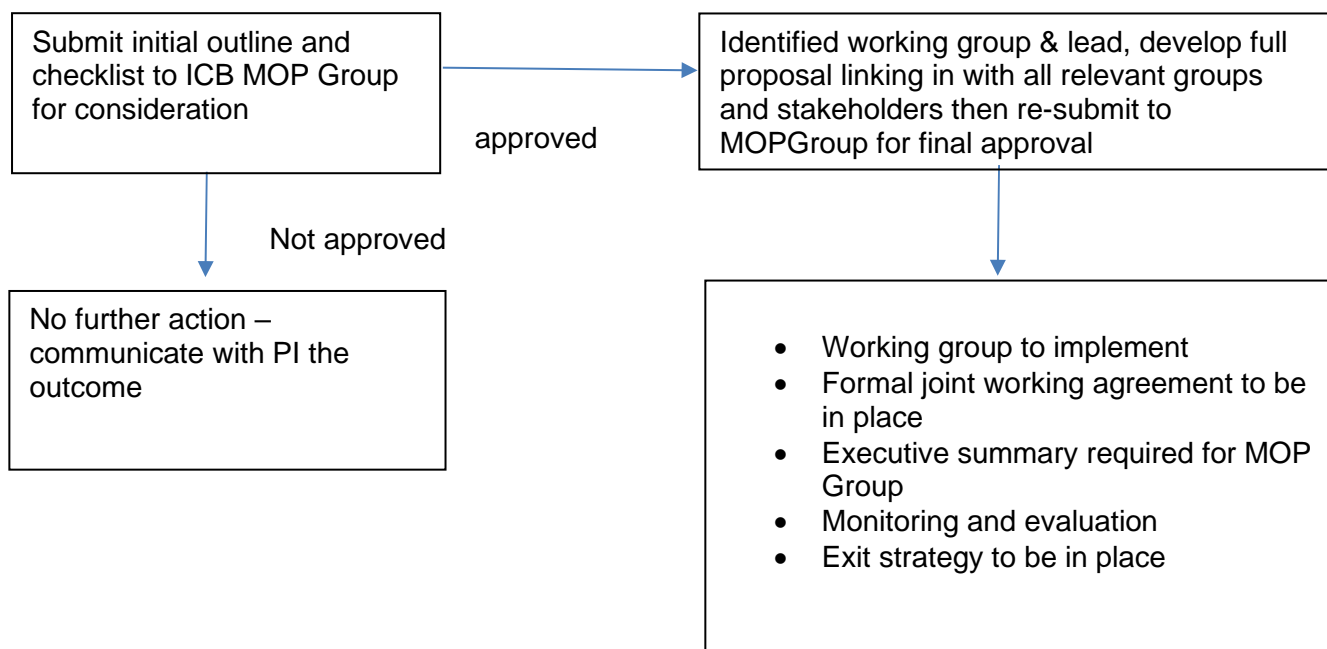 Submit initial outline and
checklist to ICB MOP Group
for consideration
approved
Identified working group & lead, develop full
proposal linking in with all relevant groups
and stakeholders then re-submit to
MOPGroup for final approval
Not approved
No further action –
communicate with PI the
outcome
• Working group to implement
• Formal joint working agreement to be
in place
• Executive summary required for MOP
Group
• Monitoring and evaluation
• Exit strategy to be in place